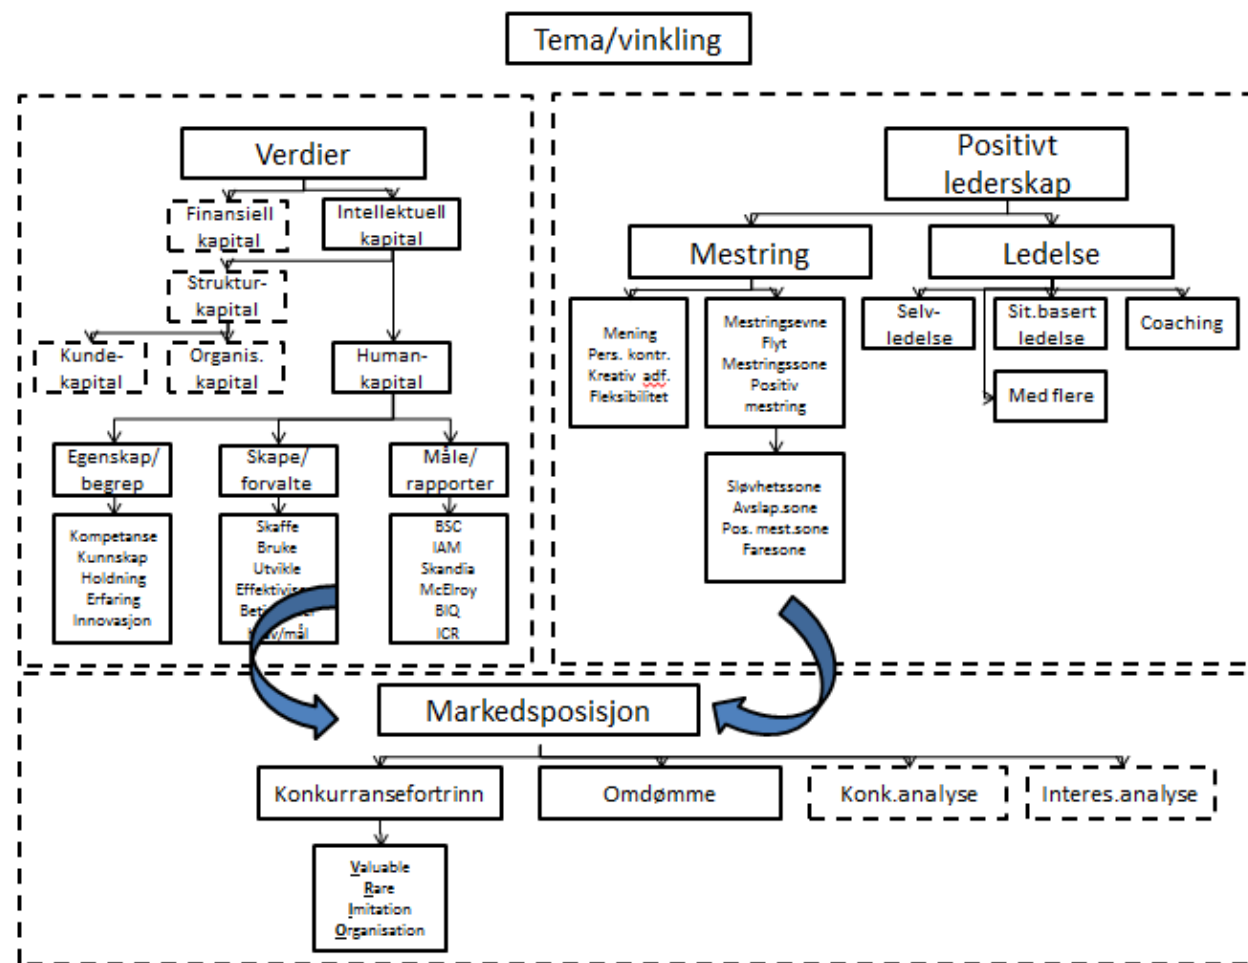 Tema/vinkling
Verdier
Finansiell
kapital
Intellektuell
kapital
Struktur-
kapital
Kunde-
kapital
Organis.
kapital
Human-
kapital
Egenskap/
begrep
Skape/
forvalte
Måle/
rapporter
Kompetanse
Kunnskap
Holdning
Erfaring
Innovasjon
Skaffe
Bruke
Utvikle
BSC
IAM
Skandia
McElroy
BIQ
ICR
Positivt
lederskap
Mestring
Ledelse
Mening
Pers. kontr.
Kreativ adf.
Fleksibilitet
Mestringsevne
Flyt
Mestringssone
Positiv
mestring
Selv-
ledelse
Sit.basert
ledelse
Coaching
Med flere
Sløvhetssone
Avslap.sone
Pos. mest.sone
Faresone
Markedsposisjon
Konkurransefortrinn
Omdømme
Konk.analyse
Interes.analyse
Valuable
Rare
Imitation
Organisation